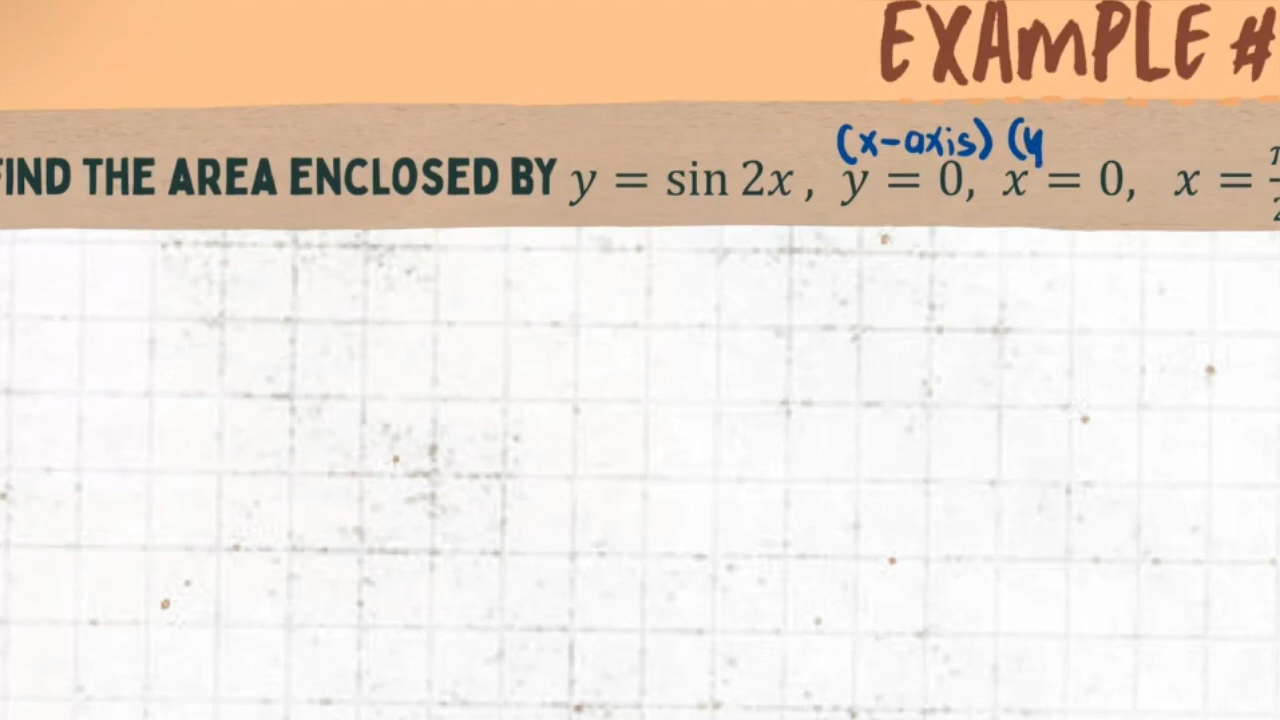 EXAMPLE #
(x-axis) (y
FIND THE AREA ENCLOSED BY y = sin 2x, y = 0, x = 0, x =